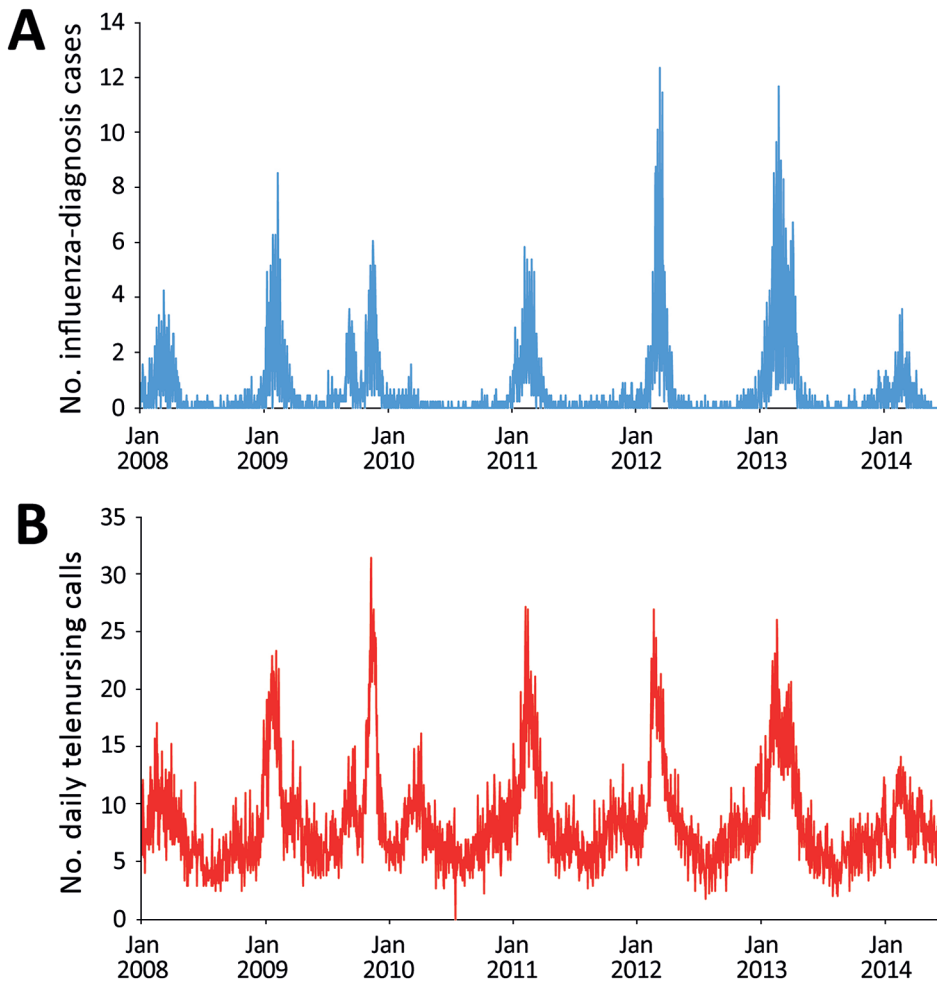 A
No. influenza-diagnosis cases
14
12
10
8
6
4
2
0
Jan Jan Jan Jan Jan Jan Jan
2008 2009 2010 2011 2012 2013 2014
B
No. daily telenursing calls
35
30
25
20
15
10
5
0
Jan Jan Jan Jan Jan Jan Jan
2008 2009 2010 2011 2012 2013 2014